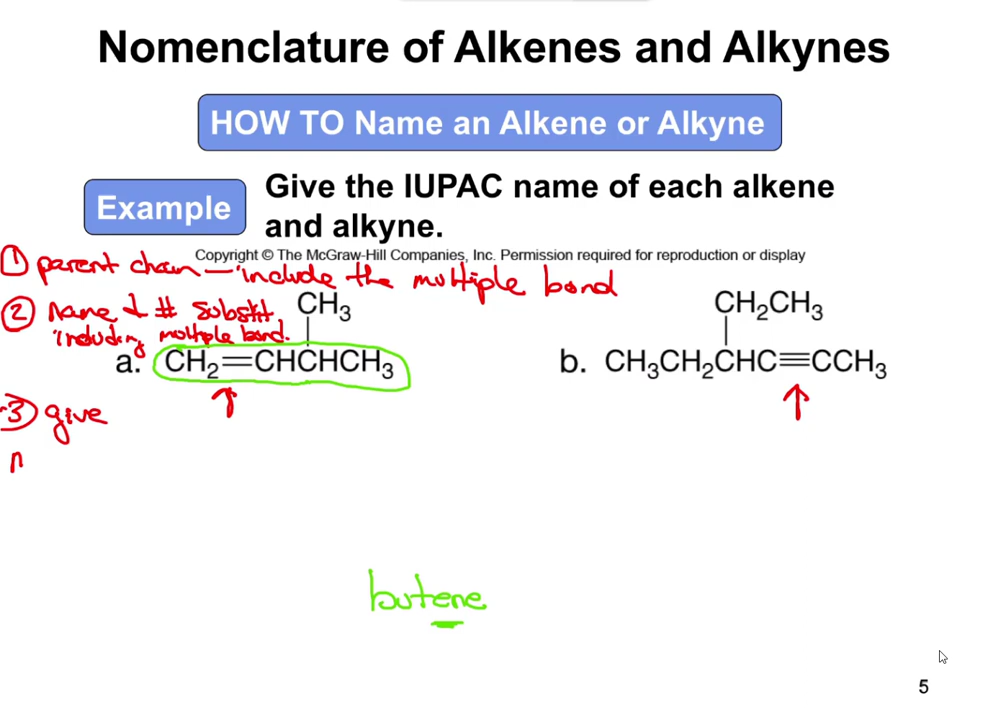 Nomenclature of Alkenes and Alkynes
HOW TO Name an Alkene or Alkyne
Example
Give the IUPAC name of each alkene
and alkyne.
Copyright © The McGraw-Hill Companies, Inc. Permission required for reproduction or display
① parent chain – include the multiple bond
② Name & # Subst.
including multiple bond.
CH3
a. CH2=CHCHCHCH3
CH2CH3
b. CH3CH2CHC≡CCH3
③ give
n
butene
5